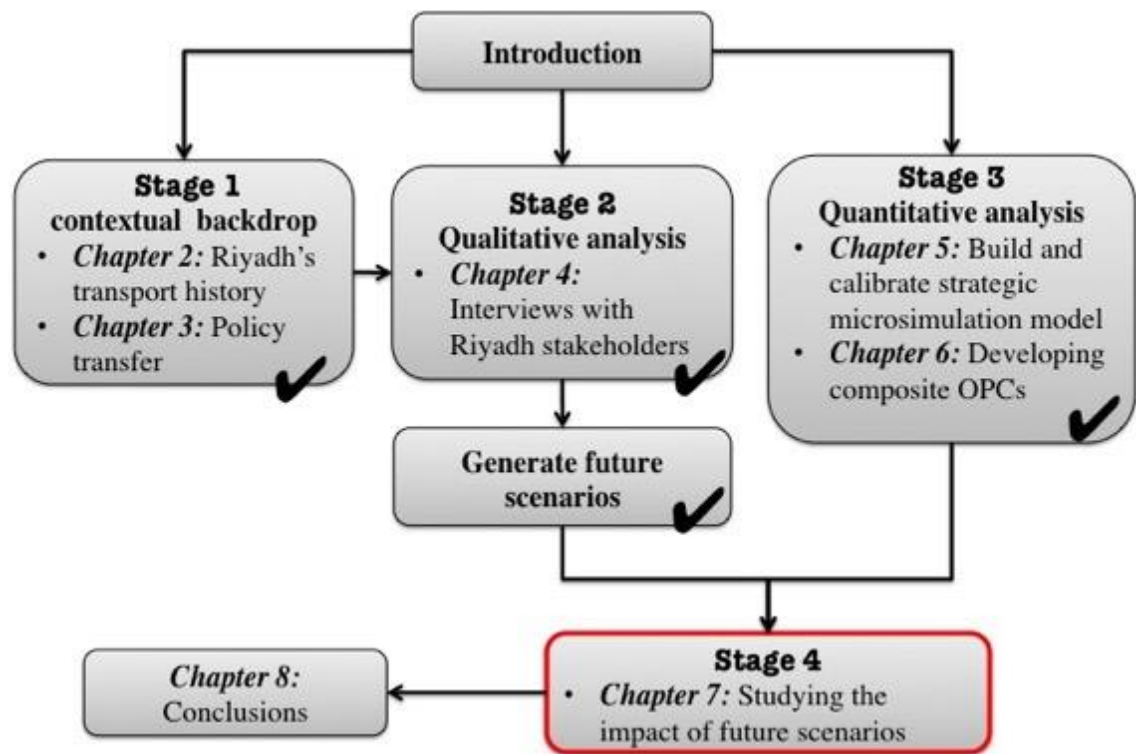 Introduction
Stage 1
contextual backdrop
• Chapter 2: Riyadh's
transport history
• Chapter 3: Policy
transfer
Stage 2
Qualitative analysis
• Chapter 4:
Interviews with
Riyadh stakeholders
Stage 3
Quantitative analysis
• Chapter 5: Build and
calibrate strategic
microsimulation model
• Chapter 6: Developing
composite OPCs
Generate future
scenarios
Stage 4
• Chapter 7: Studying the
impact of future scenarios
Chapter 8:
Conclusions